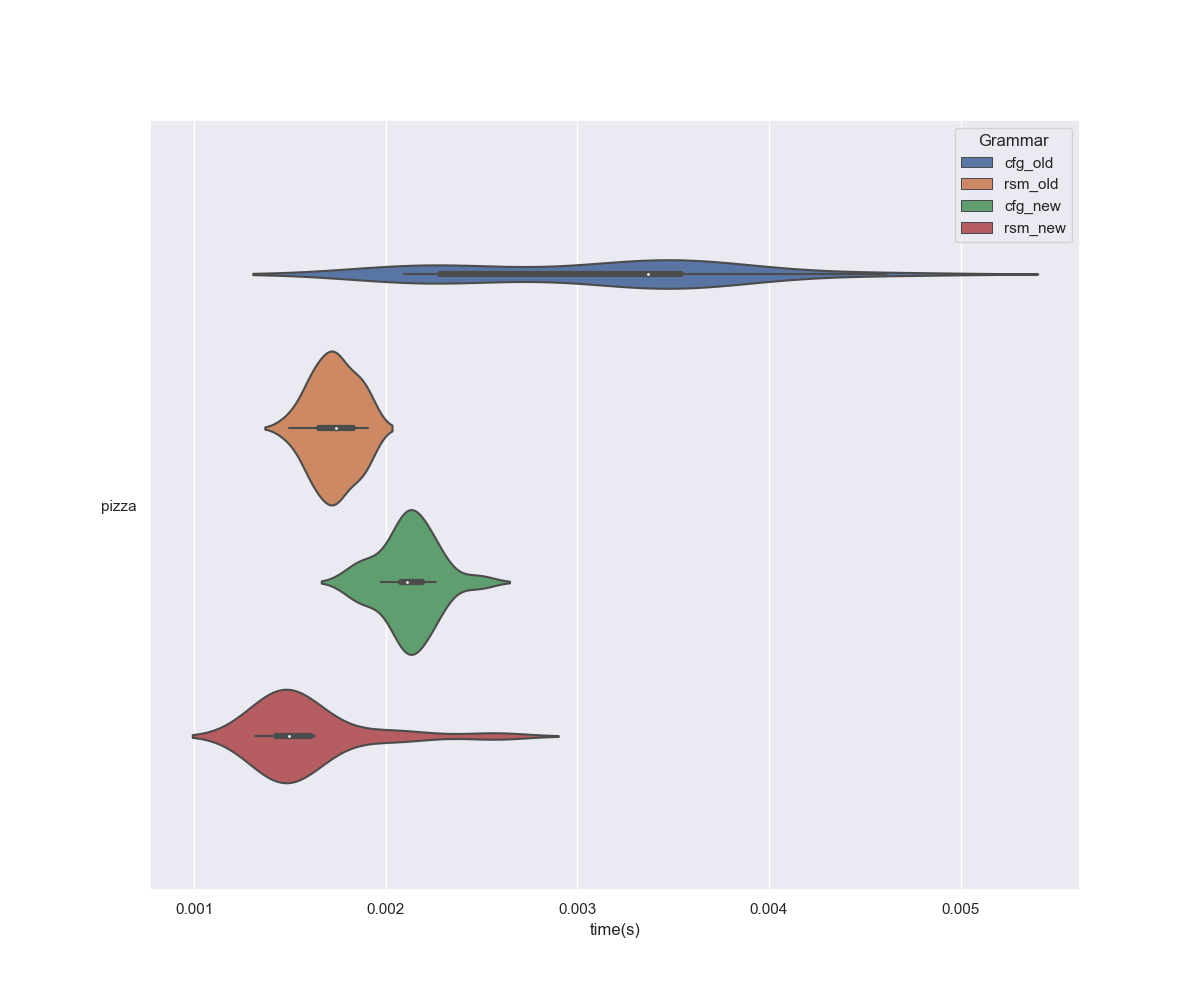 Grammar
cfg_old
rsm_old
cfg_new
rsm_new
pizza
0.001 0.002 0.003 0.004 0.005
time(s)